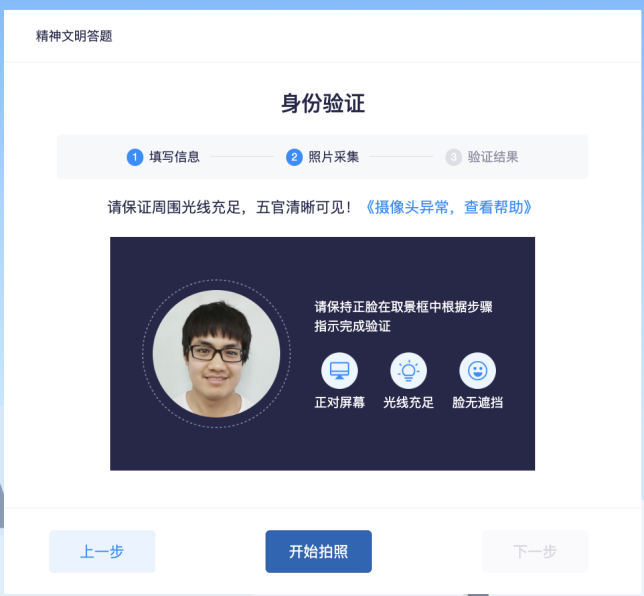 精神文明答题
身份验证
1 填写信息 2 照片采集 3 验证结果
请保证周围光线充足，五官清晰可见！《摄像头异常，查看帮助》
请保持正脸在取景框中根据步骤
指示完成验证
正对屏幕 光线充足 脸无遮挡
上一步 开始拍照 下一步